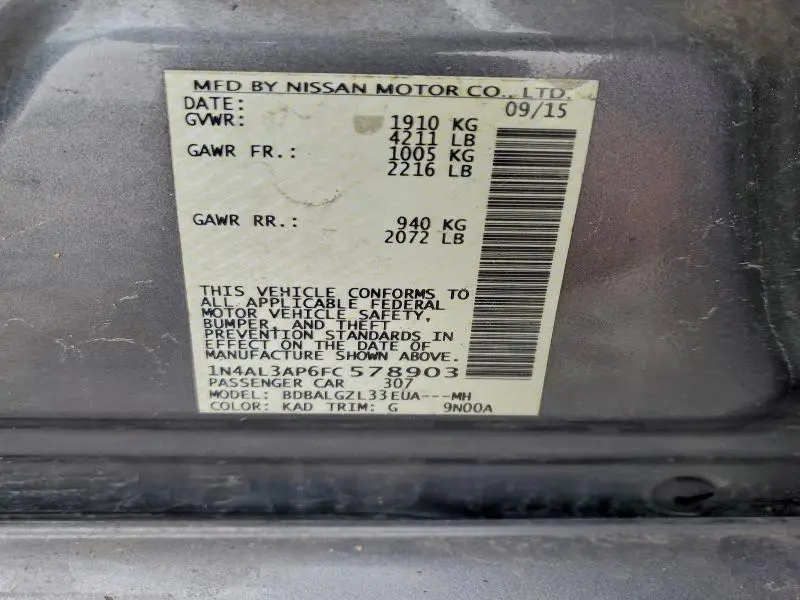 MFD BY NISSAN MOTOR CO., LTD.
DATE: 09/15
GVWR: 1910 KG
4211 LB
GAWR FR.: 1005 KG
2216 LB
GAWR RR.: 940 KG
2072 LB
THIS VEHICLE CONFORMS TO
ALL APPLICABLE FEDERAL
MOTOR VEHICLE SAFETY,
BUMPER, AND THEFT
PREVENTION STANDARDS IN
EFFECT ON THE DATE OF
MANUFACTURE SHOWN ABOVE.
1N4AL3AP6FC578903
PASSENGER CAR 307
MODEL: BDBALGZL33EUA---MH
COLOR: KAD TRIM: G 9N00A